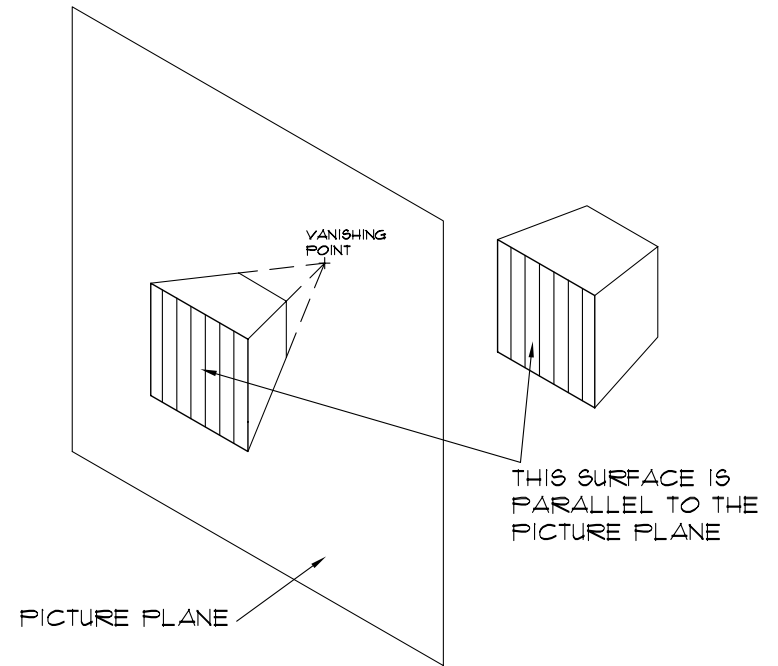 VANISHING
POINT
THIS SURFACE IS
PARALLEL TO THE
PICTURE PLANE
PICTURE PLANE